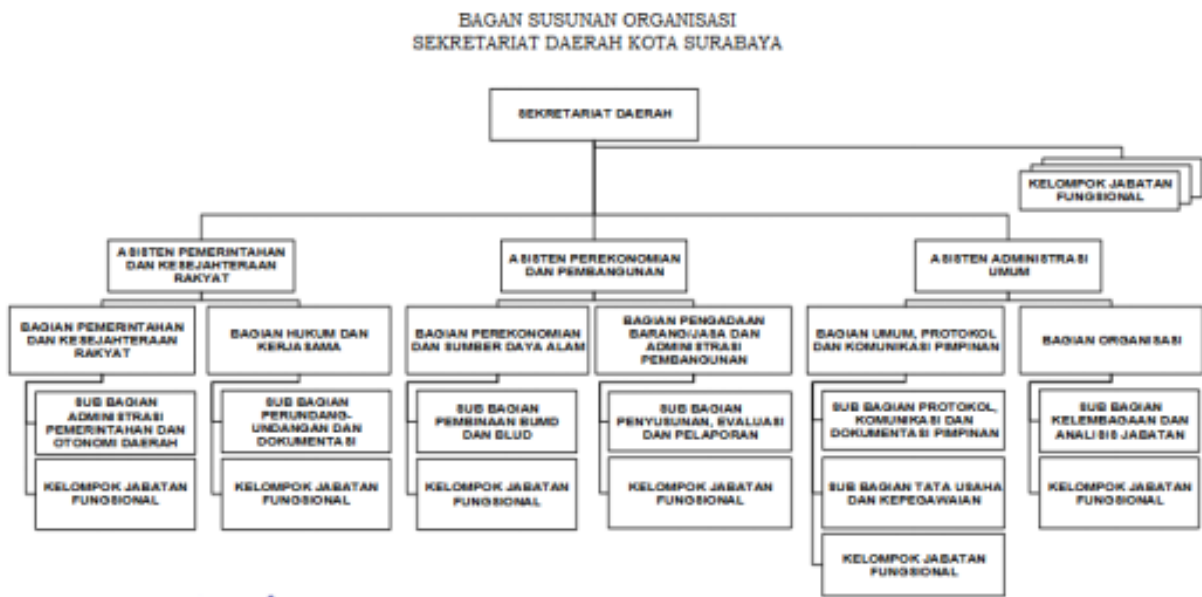 BAGAN SUSUNAN ORGANISASI
SEKRETARIAT DAERAH KOTA SURABAYA
SEKRETARIAT DAERAH
KELOMPOK JABATAN
FUNGSIONAL
ASISTEN PEMERINTAHAN
DAN KESEJAHTERAAN
RAKYAT
ASISTEN PEREKONOMIAN
DAN PEMBANGUNAN
ASISTEN ADMINISTRASI
UMUM
BAGIAN PEMERINTAHAN
DAN KESEJAHTERAAN
RAKYAT
BAGIAN HUKUM DAN
KERJASAMA
BAGIAN PEREKONOMIAN
DAN SUMBER DAYA ALAM
BAGIAN PENGADAAN
BARANG/JASA DAN
ADMINISTRASI
PEMBANGUNAN
BAGIAN UMUM, PROTOKOL
DAN KOMUNIKASI PIMPINAN
BAGIAN ORGANISASI
SUB BAGIAN
ADMINISTRASI
PEMERINTAHAN DAN
OTONOMI DAERAH
SUB BAGIAN
PERUNDANG-
UNDANGAN DAN
DOKUMENTASI
SUB BAGIAN
PEMBINAAN BUMD
DAN BLUD
SUB BAGIAN
PENYUSUNAN, EVALUASI
DAN PELAPORAN
SUB BAGIAN PROTOKOL,
KOMUNIKASI DAN
DOKUMENTASI PIMPINAN
SUB BAGIAN
KELEMBAGAAN DAN
ANALISIS JABATAN
KELOMPOK JABATAN
FUNGSIONAL
KELOMPOK JABATAN
FUNGSIONAL
KELOMPOK JABATAN
FUNGSIONAL
KELOMPOK JABATAN
FUNGSIONAL
SUB BAGIAN TATA USAHA
DAN KEPEGAWAIAN
KELOMPOK JABATAN
FUNGSIONAL
KELOMPOK JABATAN
FUNGSIONAL